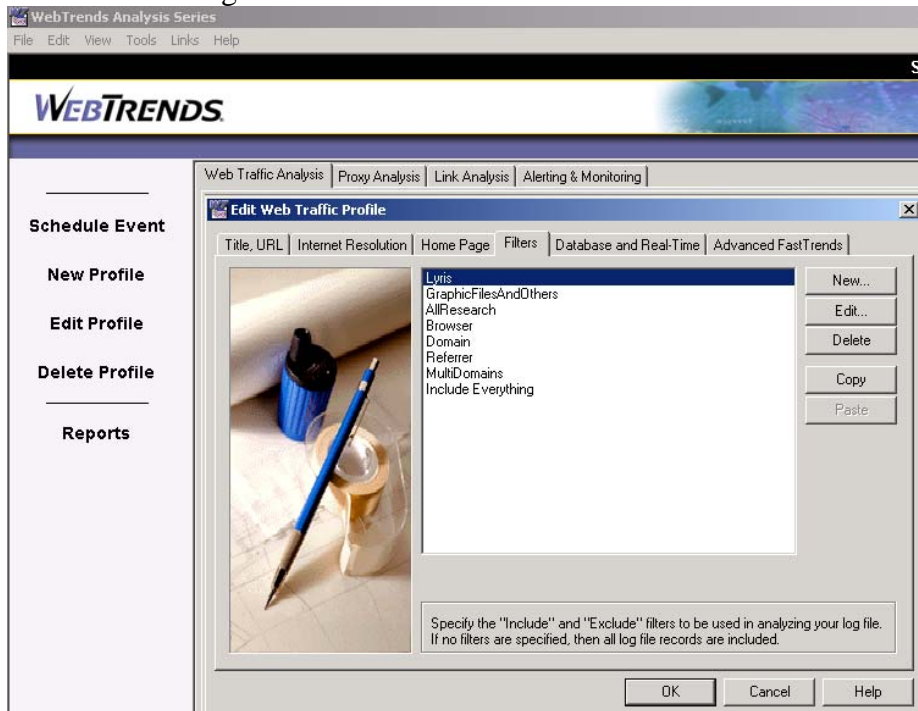 WebTrends Analysis Series
File Edit View Tools Links Help
WEBTRENDS
Web Traffic Analysis Proxy Analysis Link Analysis Alerting & Monitoring
Schedule Event
New Profile
Edit Profile
Delete Profile
Reports
Edit Web Traffic Profile
Title, URL Internet Resolution Home Page Filters Database and Real-Time Advanced FastTrends
Lyris
GraphicFilesAndOthers
AllResearch
Browser
Domain
Referrer
MultiDomains
Include Everything
New...
Edit...
Delete
Copy
Paste
Specify the "Include" and "Exclude" filters to be used in analyzing your log file.
If no filters are specified, then all log file records are included.
OK Cancel Help